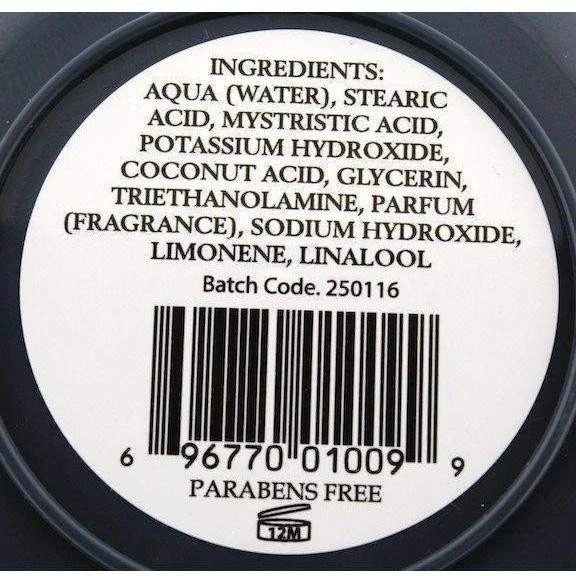 INGREDIENTS:
AQUA (WATER), STEARIC
ACID, MYSTRISTIC ACID,
POTASSIUM HYDROXIDE,
COCONUT ACID, GLYCERIN,
TRIETHANOLAMINE, PARFUM
(FRAGRANCE), SODIUM HYDROXIDE,
LIMONENE, LINALOOL
Batch Code. 250116
6 96770 01009 9
PARABENS FREE
12M